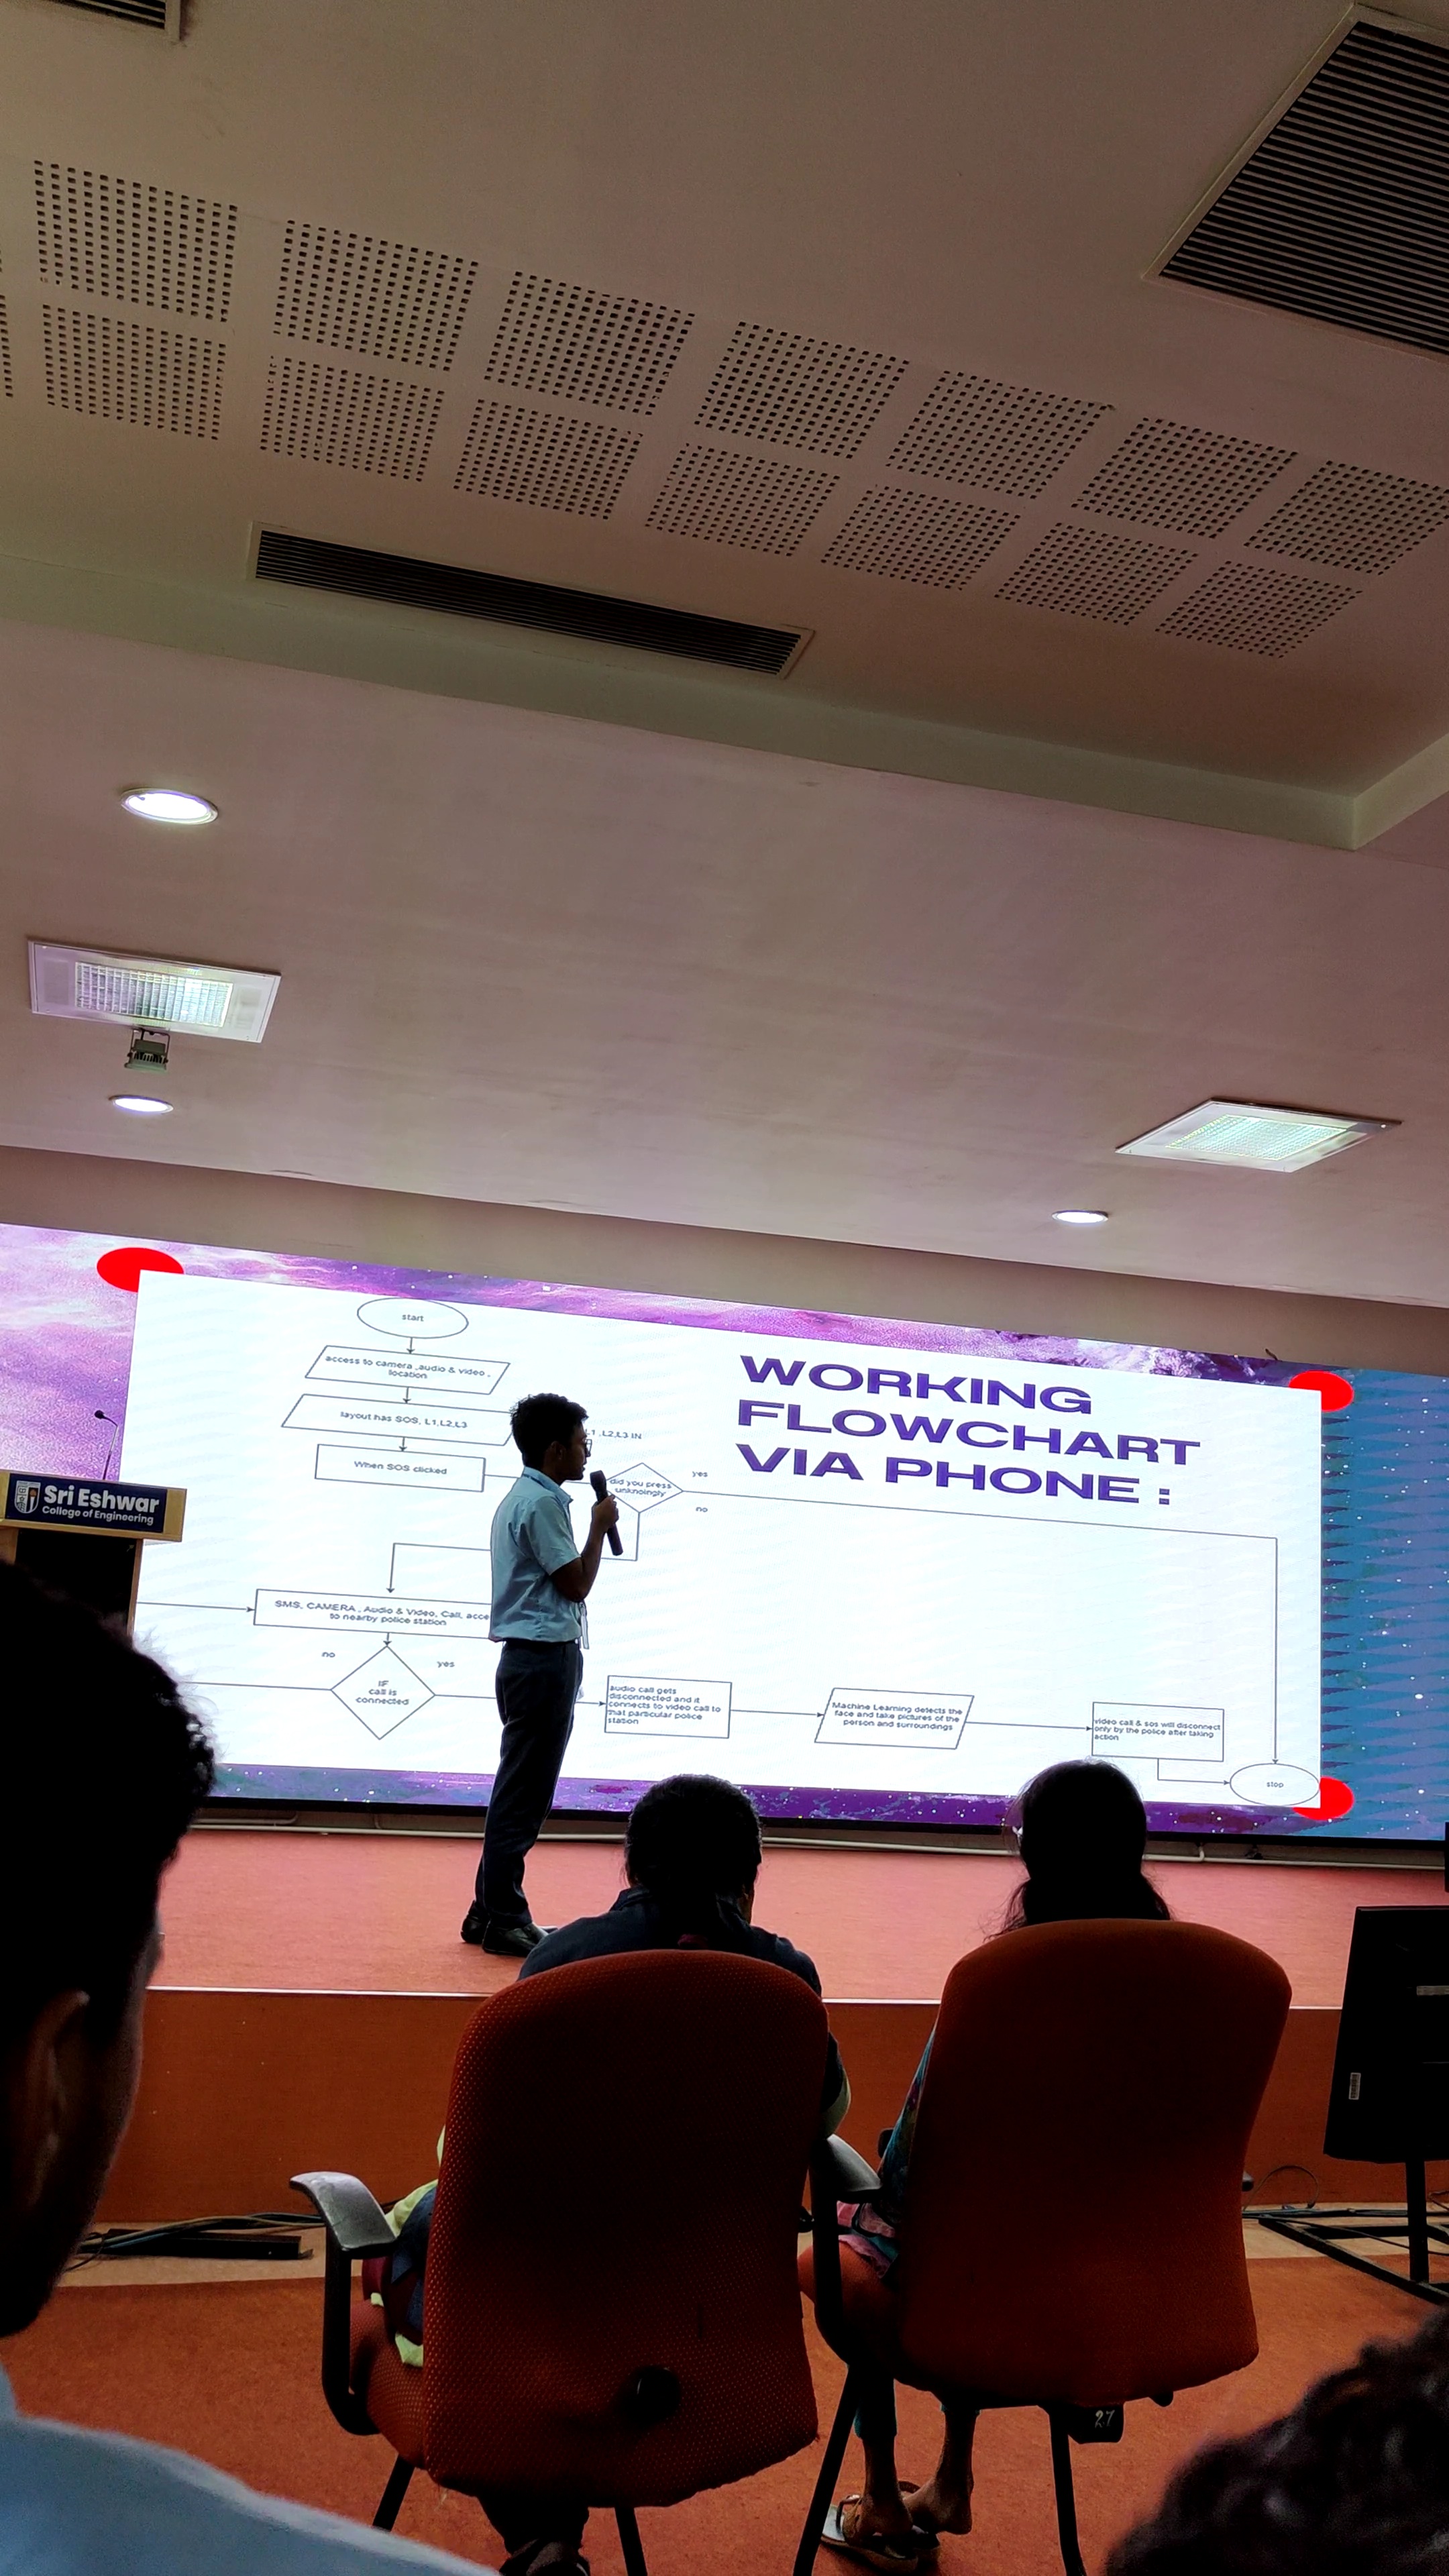 start
access to camera ,audio & video ,
location
layout has SOS, L1,L2,L3
L1 ,L2,L3 IN
When SOS clicked
did you press
unknoingly
yes
no
WORKING
FLOWCHART
VIA PHONE :
Sri Eshwar
College of Engineering
SMS, CAMERA , Audio & Video, Call,
to nearby police station
no
yes
IF
call is
connected
audio call gets
disconnected and it
connects to video call to
that particular police
station
Machine Learning detects the
face and take pictures of the
person and surroundings
video call & sos will disconnect
only by the police after taking
action
stop
27